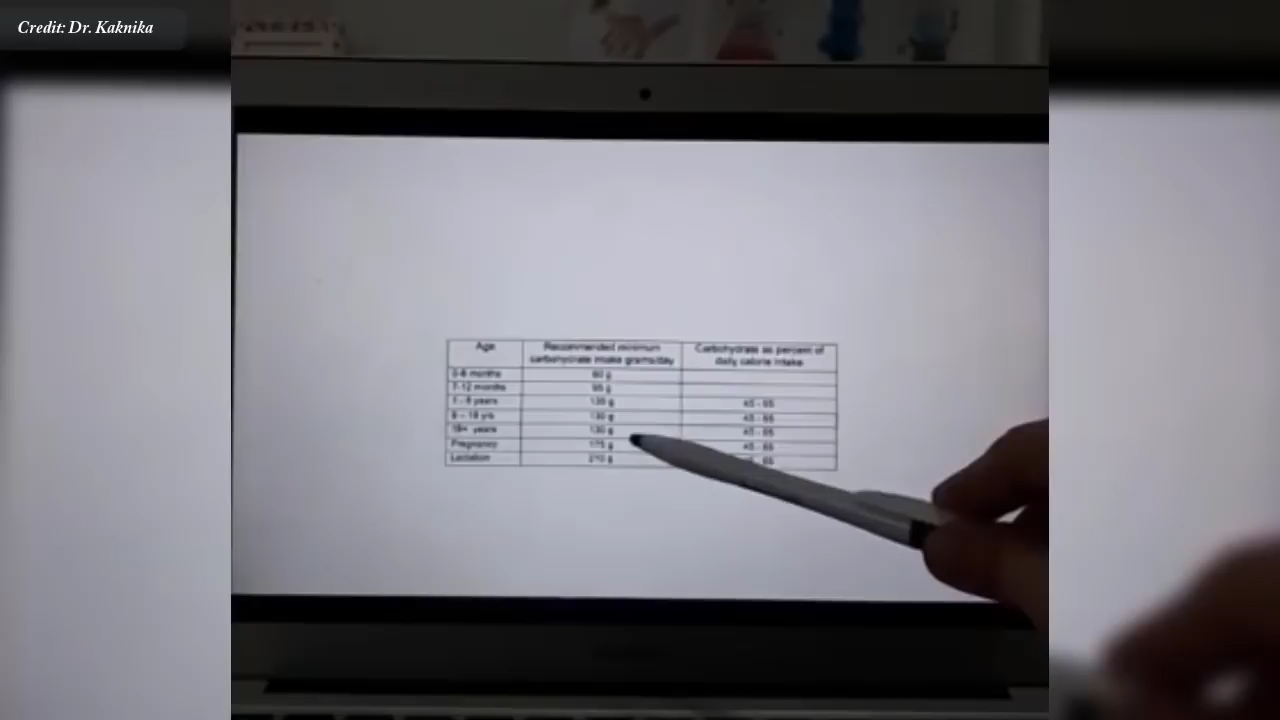 Credit: Dr. Kaknika
Age
Recommended minimum
carbohydrate intake grams/day
Carbohydrate as percent of
daily calorie intake
0-6 months 60 g
7-12 months 95 g
130 g 45 - 65
130 g 45 - 65
years 130 g 45 - 65
Pregnancy 175 g 45 - 65
Lactation 210 g 65